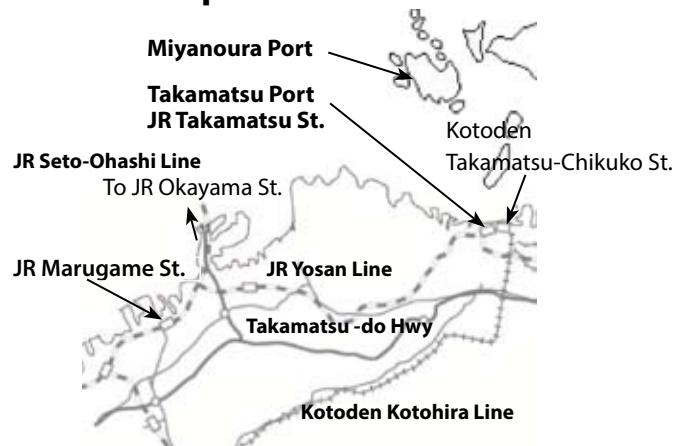 Miyanoura Port
Takamatsu Port
JR Takamatsu St.
Kotoden
Takamatsu-Chikuko St.
JR Seto-Ohashi Line
To JR Okayama St.
JR Marugame St.
JR Yosan Line
Takamatsu -do Hwy
Kotoden Kotohira Line